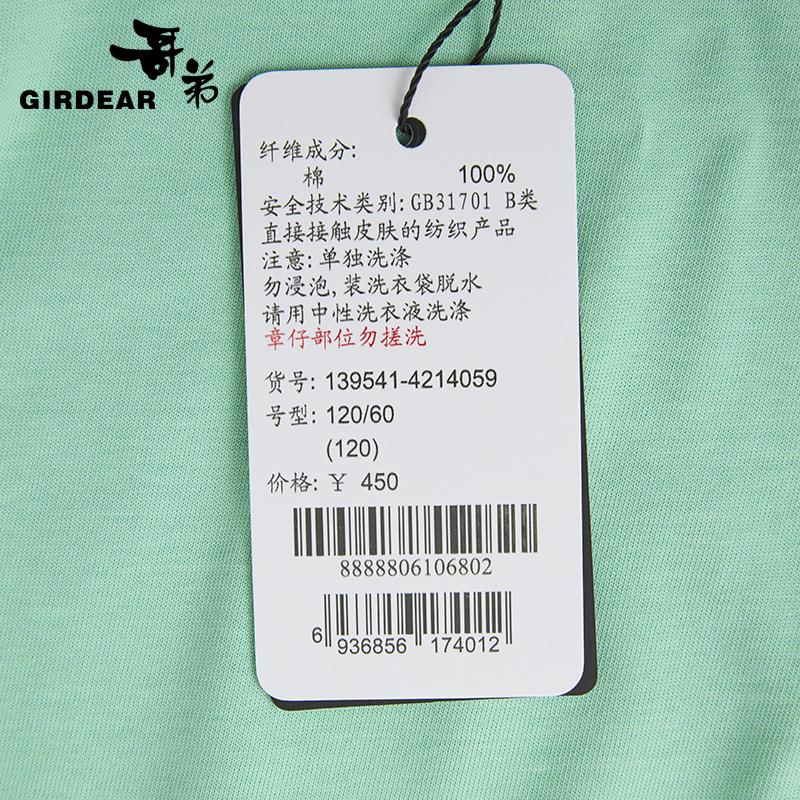 哥弟
GIRDEAR
纤维成分:
棉 100%
安全技术类别: GB31701 B类
直接接触皮肤的纺织产品
注意: 单独洗涤
勿浸泡, 装洗衣袋脱水
请用中性洗衣液洗涤
章仔部位勿搓洗
货号: 139541-4214059
号型: 120/60
(120)
价格: ¥ 450
8888806106802
6 936856 174012